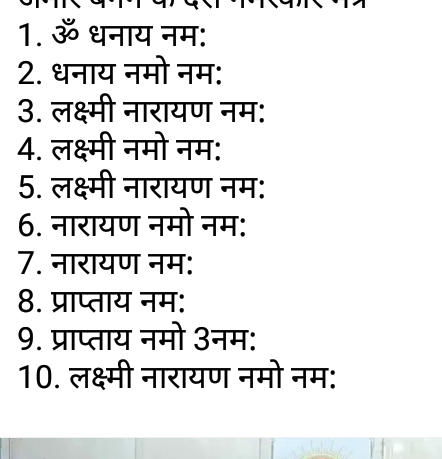 1. ॐ धनाय नम:
2. धनाय नमो नम:
3. लक्ष्मी नारायण नम:
4. लक्ष्मी नमो नम:
5. लक्ष्मी नारायण नम:
6. नारायण नमो नम:
7. नारायण नम:
8. प्राप्ताय नम:
9. प्राप्ताय नमो 3नम:
10. लक्ष्मी नारायण नमो नम: